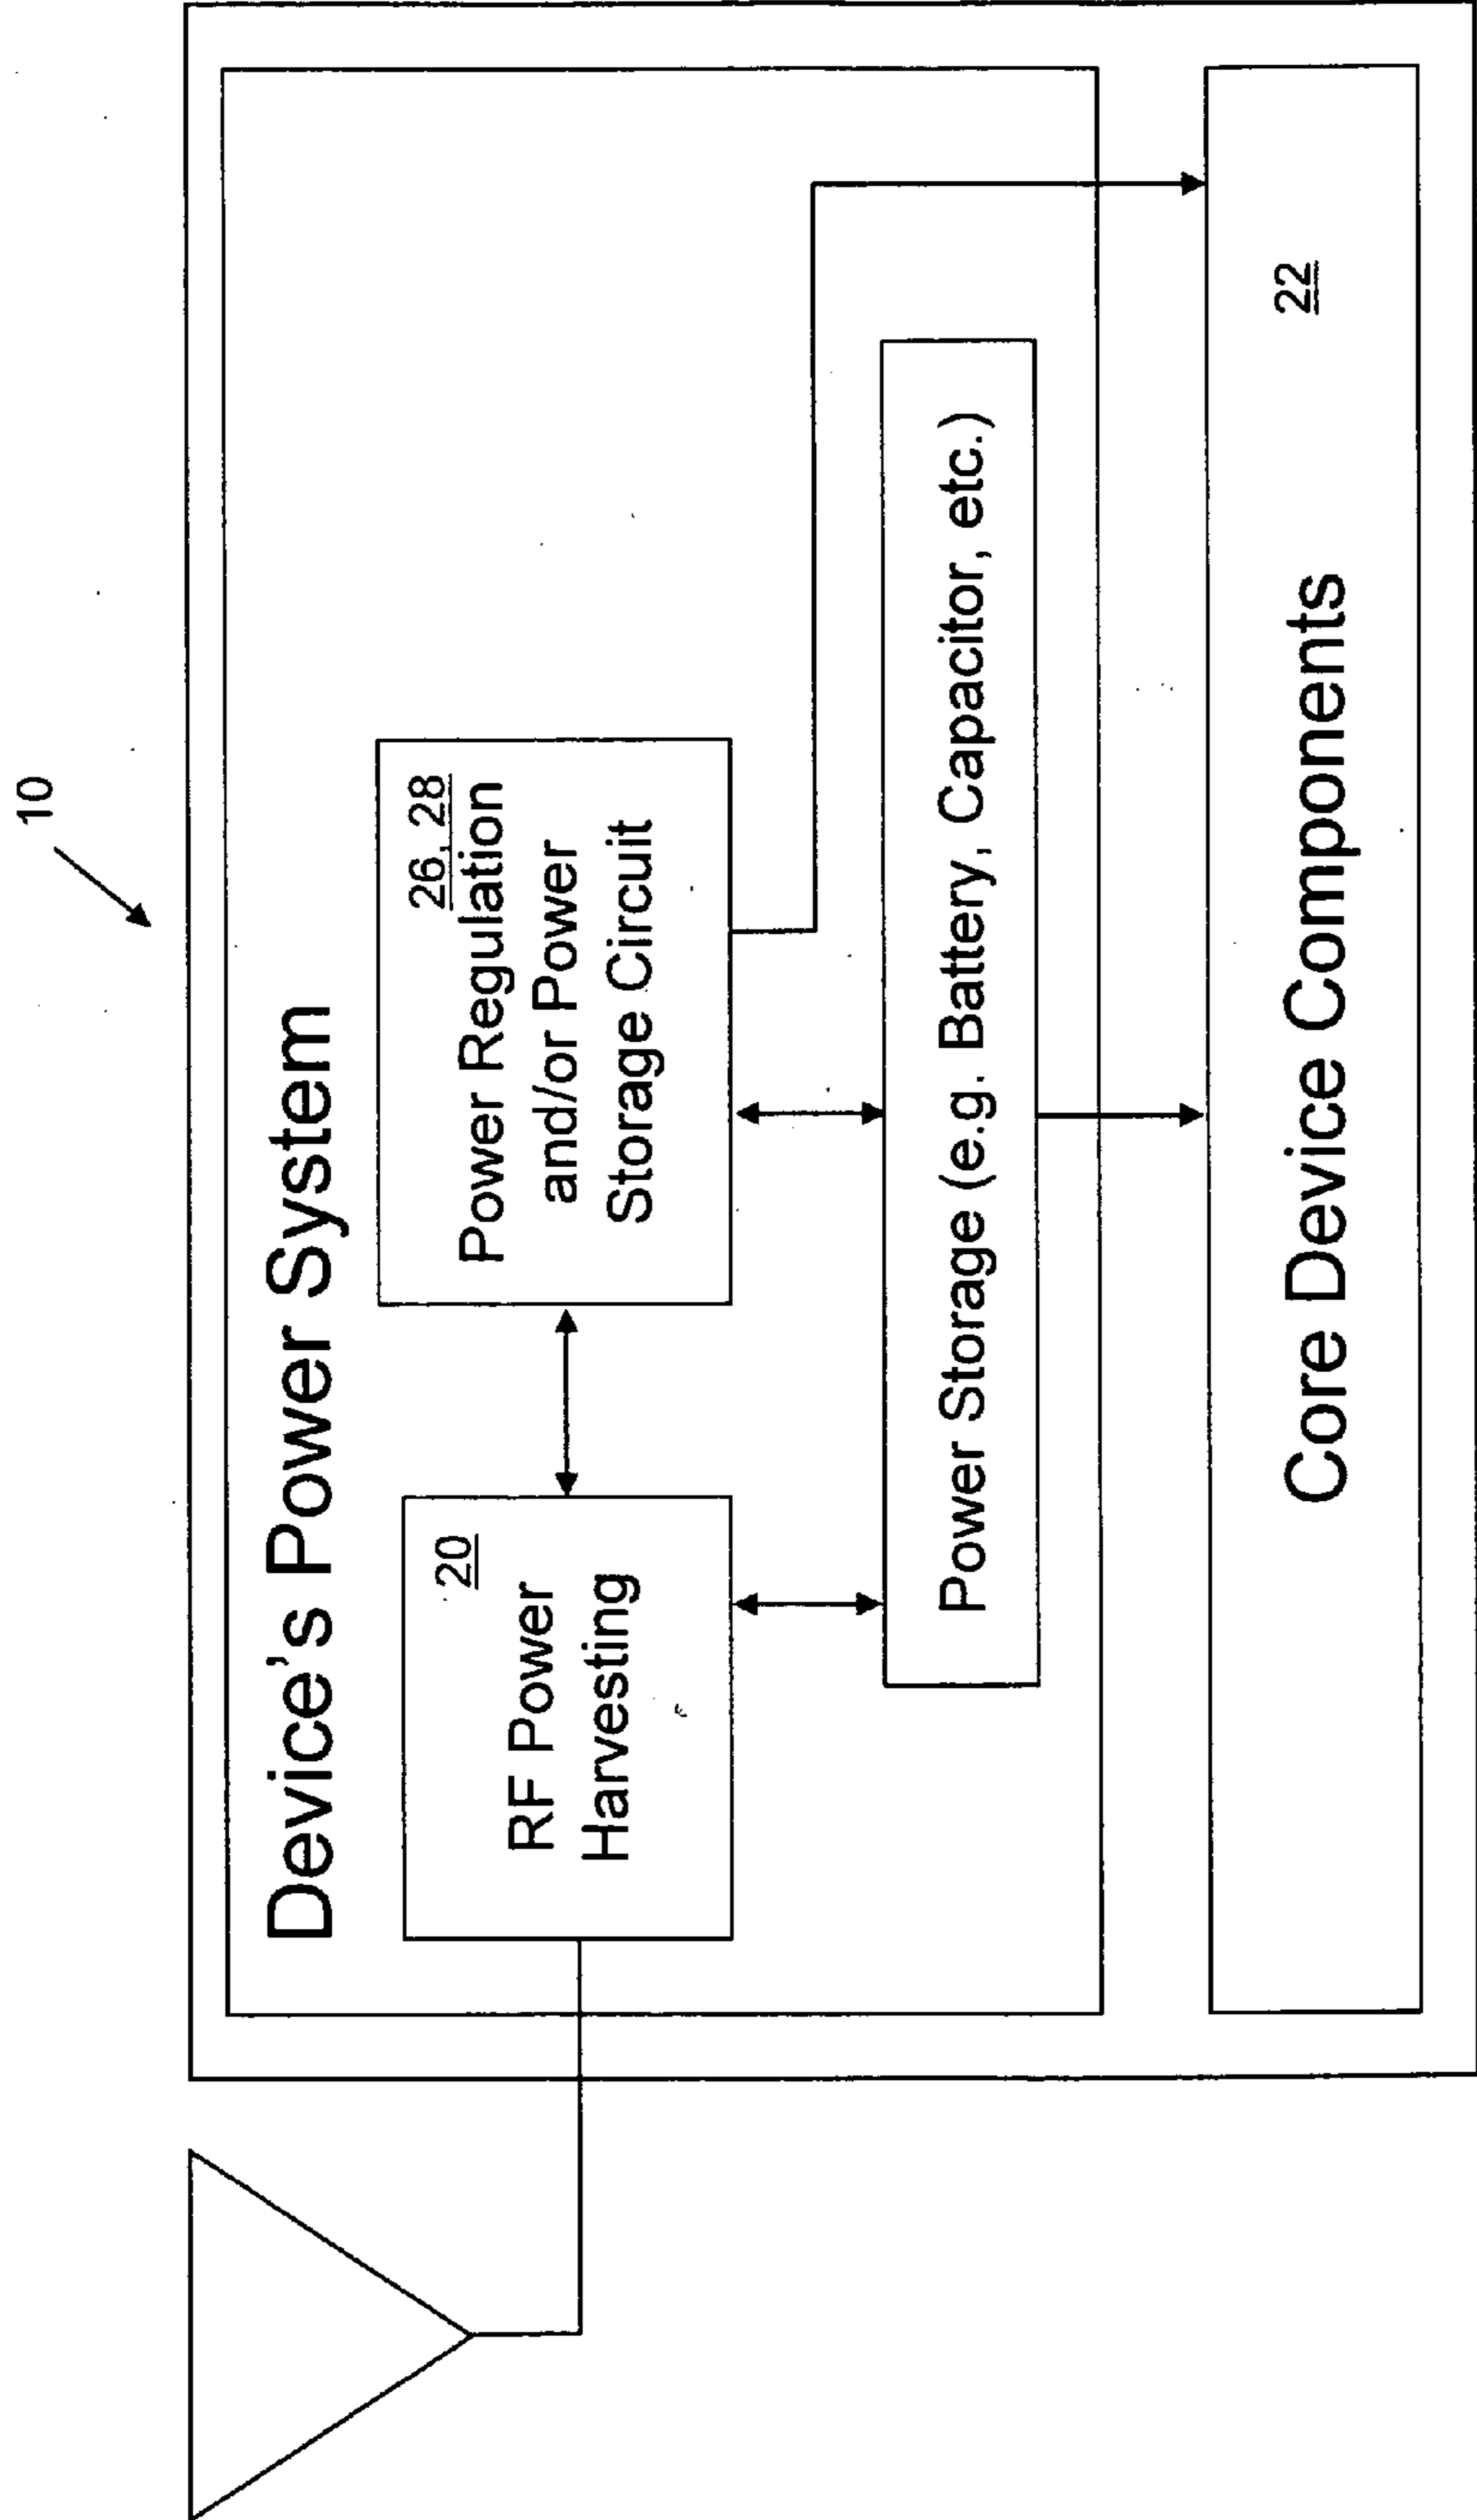 10
Device's Power System
20
RF Power
Harvesting
26, 28
Power Regulation
and/or Power
Storage Circuit
Power Storage (e.g. Battery, Capacitor, etc.)
22
Core Device Components